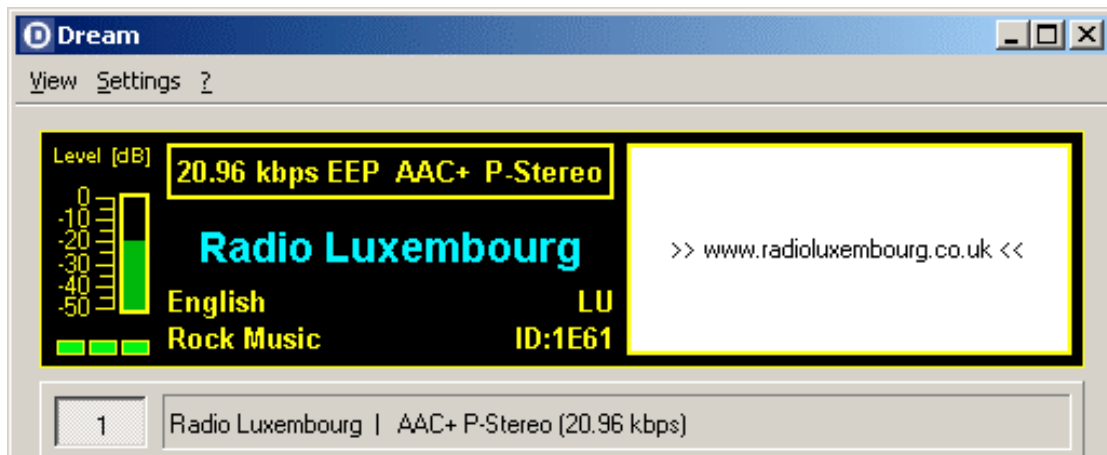 Dream
View Settings ?
Level [dB]
0
-10
-20
-30
-40
-50
20.96 kbps EEP AAC+ P-Stereo
Radio Luxembourg
English LU
Rock Music ID:1E61
>> www.radioluxembourg.co.uk <<
1 Radio Luxembourg | AAC+ P-Stereo (20.96 kbps)